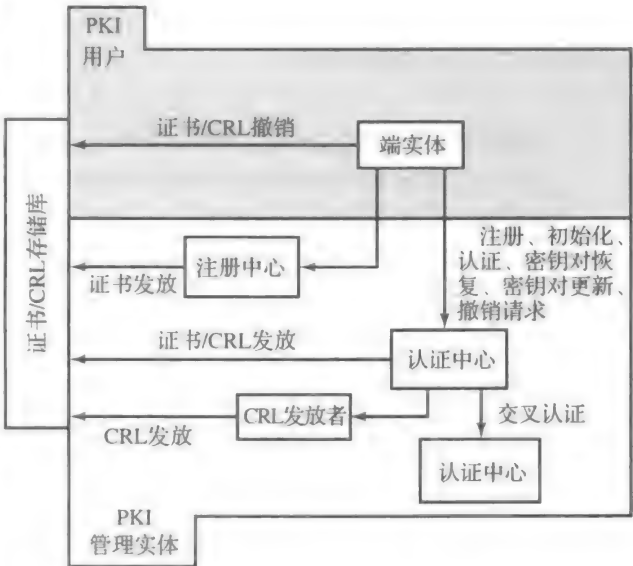 PKI
用户
证书/CRL撤销
端实体
证书/CRL存储库
注册、初始化、
认证、密钥对恢
复、密钥对更新、
撤销请求
注册中心
证书发放
证书/CRL发放
认证中心
CRL发放者
CRL发放
交叉认证
认证中心
PKI
管理实体